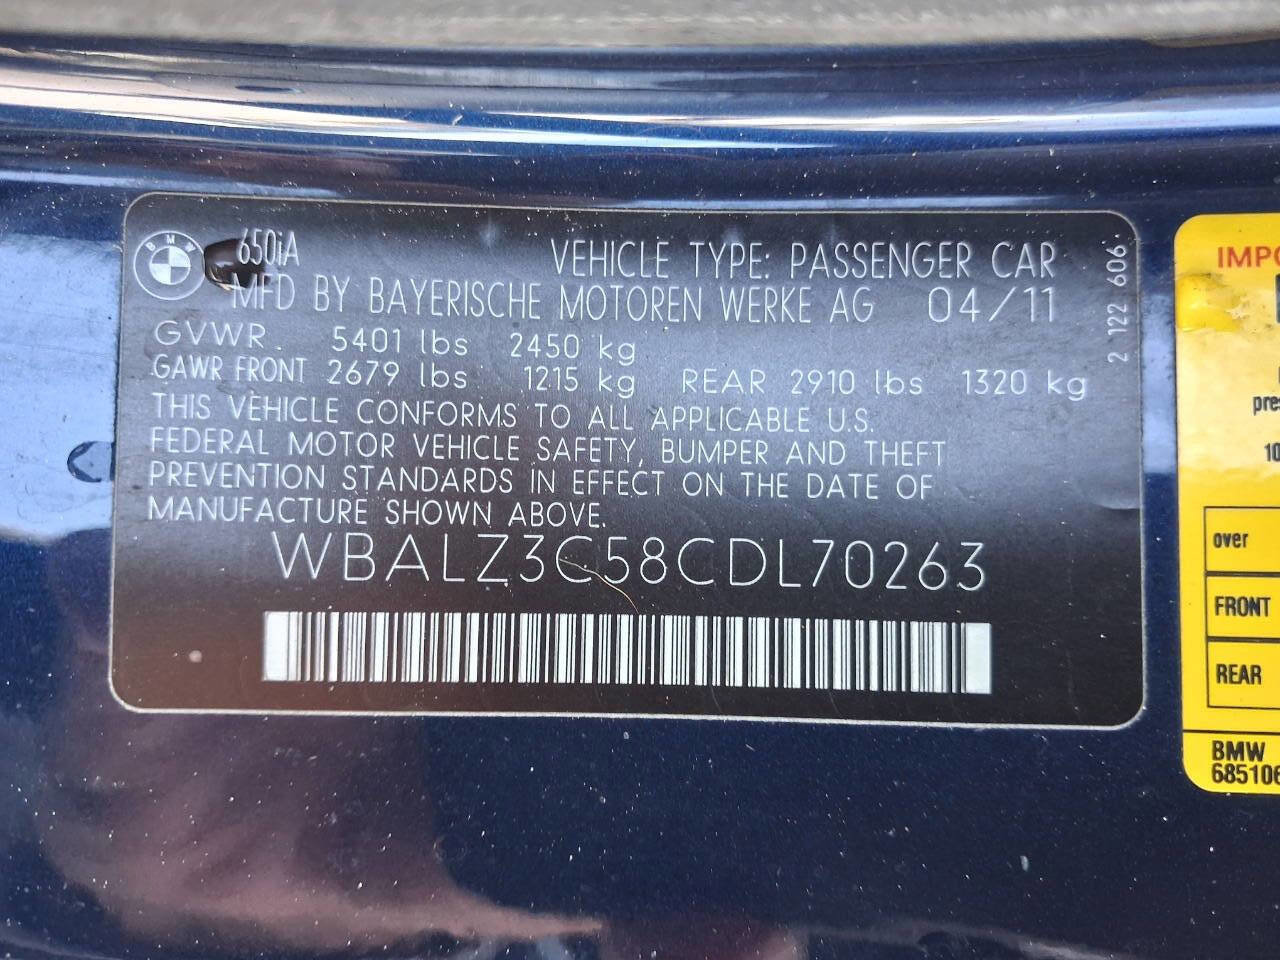 BMW
650iA
VEHICLE TYPE: PASSENGER CAR
MFD BY BAYERISCHE MOTOREN WERKE AG 04/11
GVWR 5401 lbs 2450 kg
GAWR FRONT 2679 lbs 1215 kg REAR 2910 lbs 1320 kg
THIS VEHICLE CONFORMS TO ALL APPLICABLE U.S.
FEDERAL MOTOR VEHICLE SAFETY, BUMPER AND THEFT
PREVENTION STANDARDS IN EFFECT ON THE DATE OF
MANUFACTURE SHOWN ABOVE.
WBALZ3C58CDL70263
2 122 606
over
FRONT
REAR
BMW